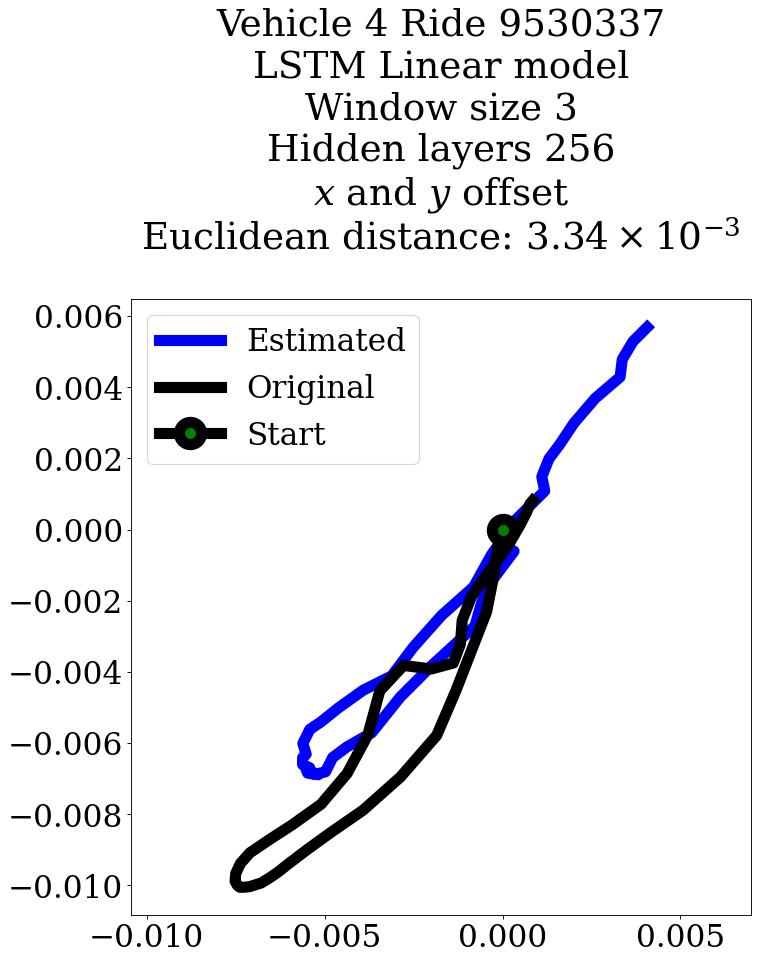 Vehicle 4 Ride 9530337
LSTM Linear model
Window size 3
Hidden layers 256
x and y offset
Euclidean distance: 3.34 × 10⁻³
Estimated
Original
Start
0.006
0.004
0.002
0.000
−0.002
−0.004
−0.006
−0.008
−0.010
−0.010 −0.005 0.000 0.005